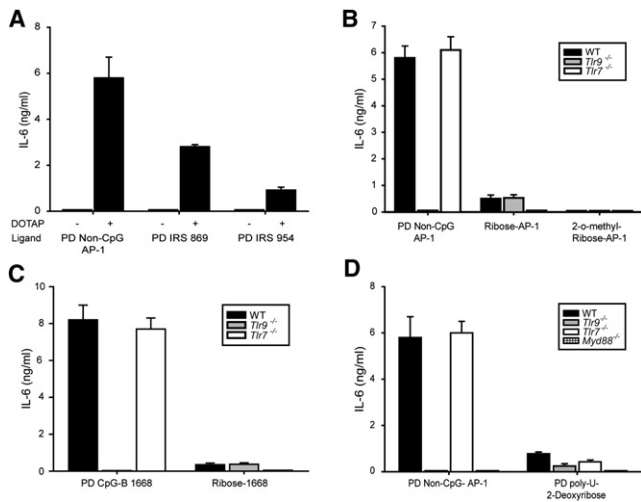 A
IL-6 (ng/ml)
8
6
4
2
0
DOTAP - + - + - +
Ligand PD Non-CpG AP-1 PD IRS 869 PD IRS 954
B
IL-6 (ng/ml)
7
6
5
4
3
2
1
0
WT
Tlr9 -/-
Tlr7 -/-
PD Non-CpG AP-1
Ribose-AP-1
2-o-methyl-Ribose-AP-1
C
IL-6 (ng/ml)
10
8
6
4
2
0
WT
Tlr9 -/-
Tlr7 -/-
PD CpG-B 1668
Ribose-1668
D
IL-6 (ng/ml)
8
6
4
2
0
WT
Tlr9 -/-
Tlr7 -/-
Myd88 -/-
PD Non-CpG- AP-1
PD poly-U-2-Deoxyribose